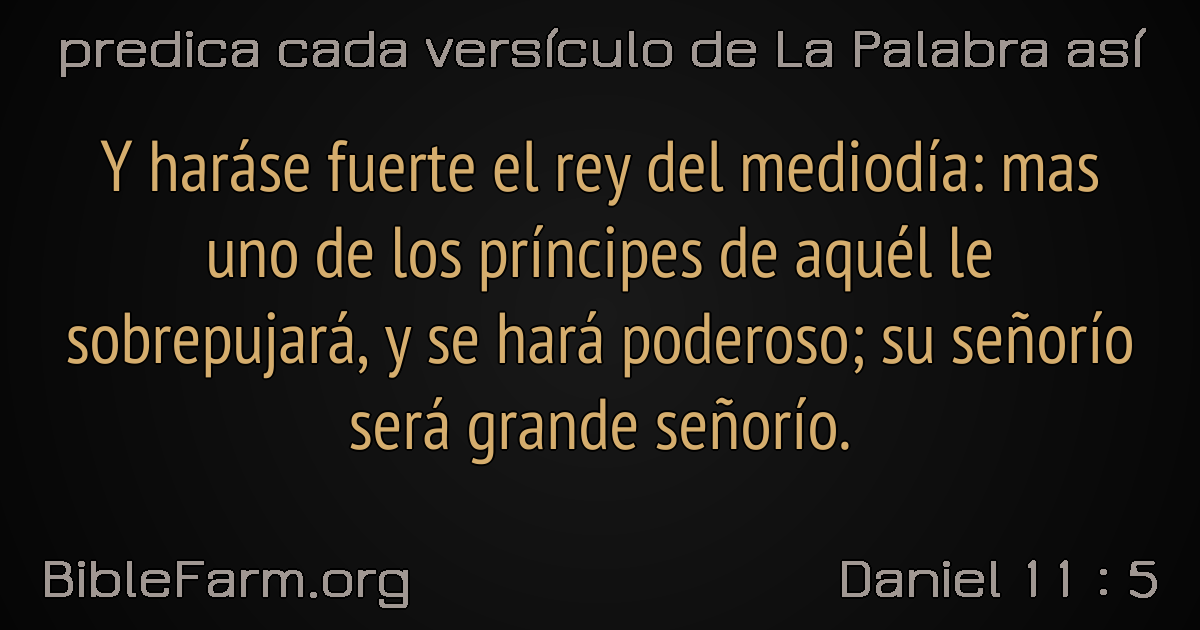 predica cada versículo de La Palabra así
Y haráse fuerte el rey del mediodía: mas
uno de los príncipes de aquél le
sobrepujará, y se hará poderoso; su señorío
será grande señorío.
BibleFarm.org
Daniel 11 : 5